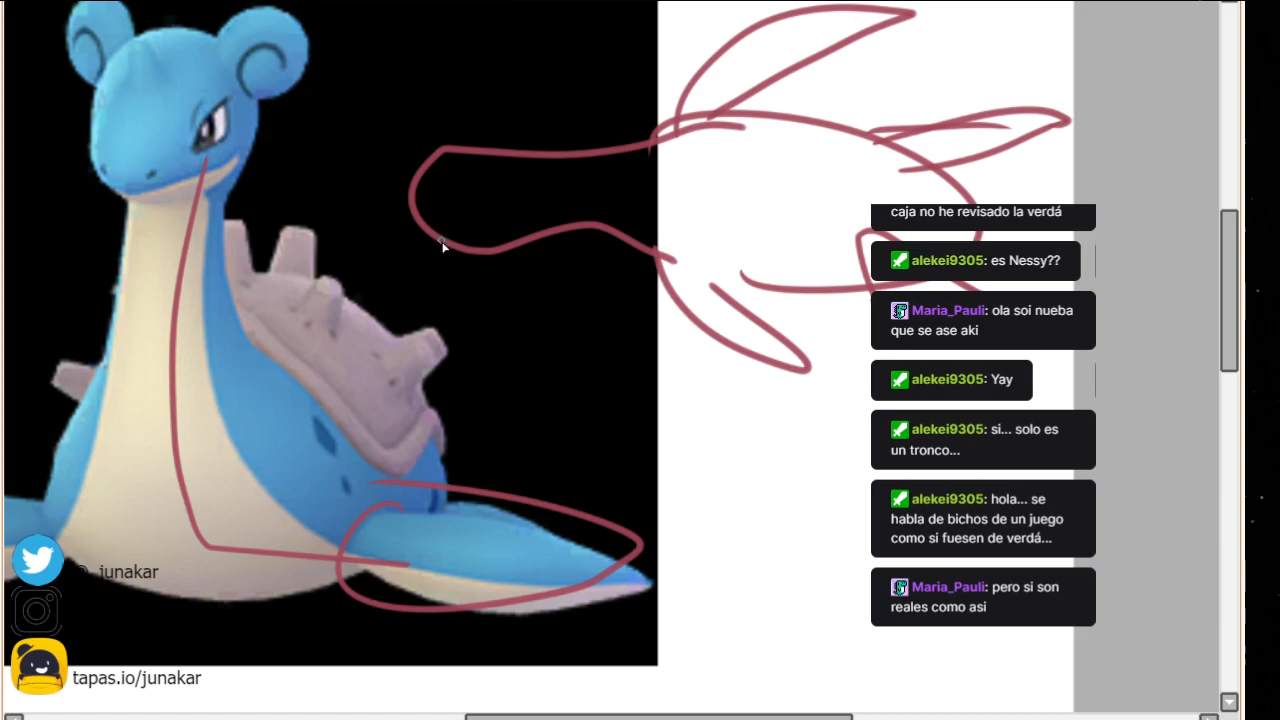 caja no he revisado la verdá
alekei9305: es Nessy??
Maria_Pauli: ola soi nueba
que se ase aki
alekei9305: Yay
alekei9305: si... solo es
un tronco...
alekei9305: hola... se
habla de bichos de un juego
como si fuesen de verdá...
Maria_Pauli: pero si son
reales como asi
@_junakar
tapas.io/junakar